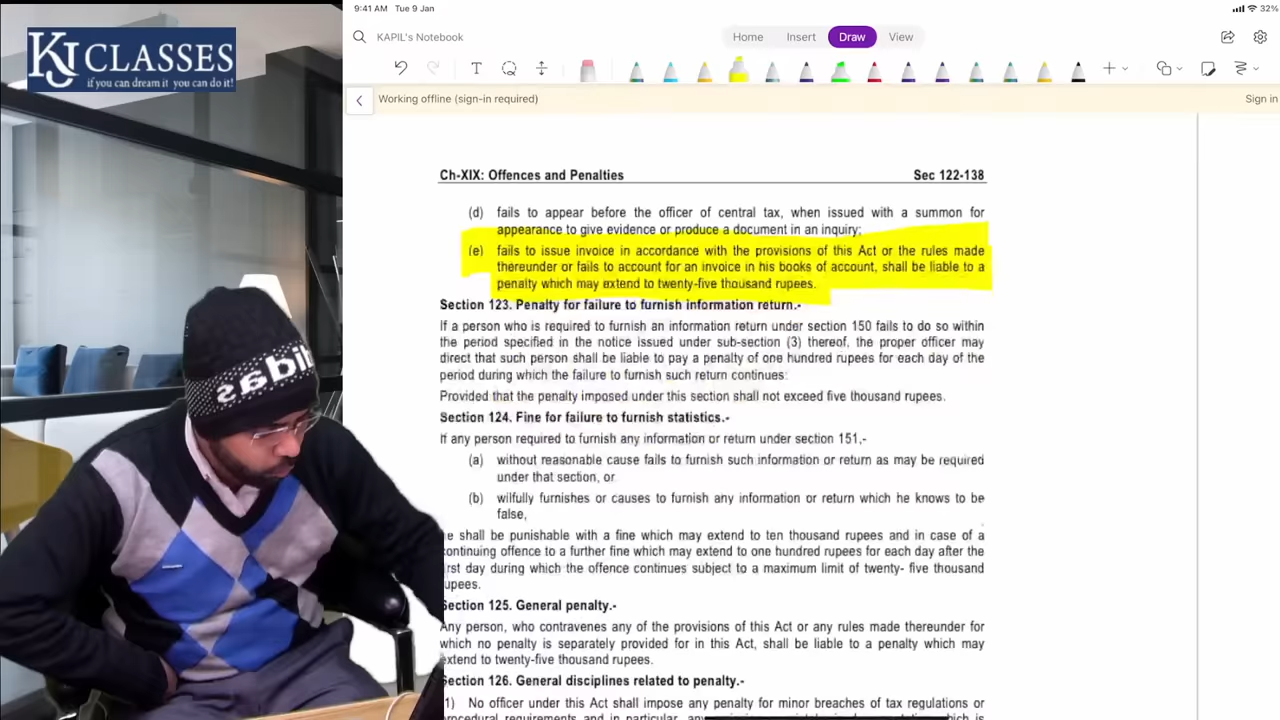 9:41 AM Tue 9 Jan
32%
KJ CLASSES
if you can dream it you can do it!
KAPIL's Notebook
Home Insert Draw View
Working offline (sign-in required)
Sign in
Ch-XIX: Offences and Penalties Sec 122-138
(d) fails to appear before the officer of central tax, when issued with a summon for
appearance to give evidence or produce a document in an inquiry;
(e) fails to issue invoice in accordance with the provisions of this Act or the rules made
thereunder or fails to account for an invoice in his books of account, shall be liable to a
penalty which may extend to twenty-five thousand rupees.
Section 123. Penalty for failure to furnish information return.-
If a person who is required to furnish an information return under section 150 fails to do so within
the period specified in the notice issued under sub-section (3) thereof, the proper officer may
direct that such person shall be liable to pay a penalty of one hundred rupees for each day of the
period during which the failure to furnish such return continues:
Provided that the penalty imposed under this section shall not exceed five thousand rupees.
Section 124. Fine for failure to furnish statistics.-
If any person required to furnish any information or return under section 151,-
(a) without reasonable cause fails to furnish such information or return as may be required
under that section, or
(b) wilfully furnishes or causes to furnish any information or return which he knows to be
false,
e shall be punishable with a fine which may extend to ten thousand rupees and in case of a
ontinuing offence to a further fine which may extend to one hundred rupees for each day after the
rst day during which the offence continues subject to a maximum limit of twenty- five thousand
upees.
Section 125. General penalty.-
Any person, who contravenes any of the provisions of this Act or any rules made thereunder for
which no penalty is separately provided for in this Act, shall be liable to a penalty which may
extend to twenty-five thousand rupees.
Section 126. General disciplines related to penalty.-
1) No officer under this Act shall impose any penalty for minor breaches of tax regulations or
procedural requirements and in particular, any
adidas